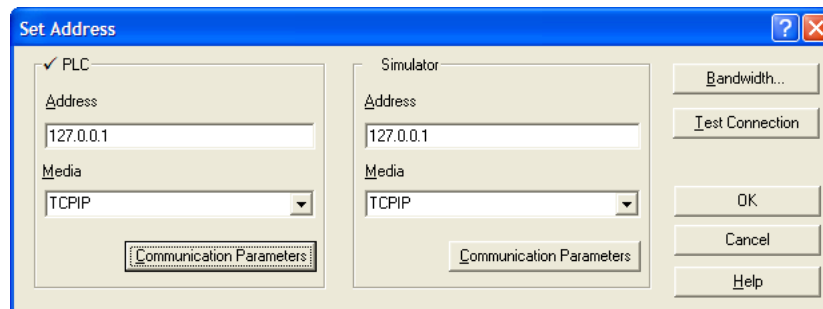 Set Address
PLC
Address
127.0.0.1
Media
TCPIP
Communication Parameters
Simulator
Address
127.0.0.1
Media
TCPIP
Communication Parameters
Bandwidth...
Test Connection
OK
Cancel
Help